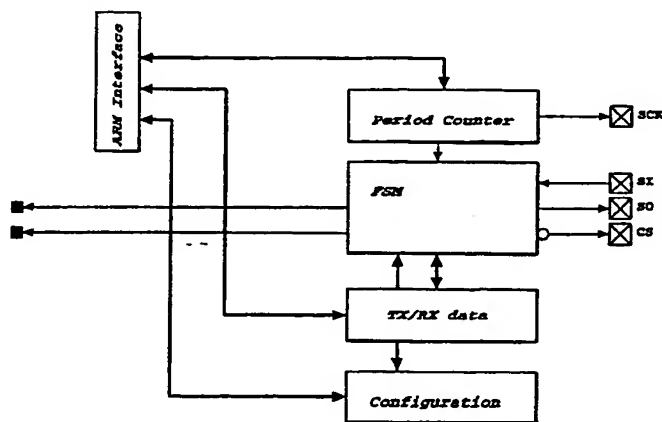 ARM Interface
Period Counter
SCK
FSM
SI
SO
CS
TX/RX data
Configuration